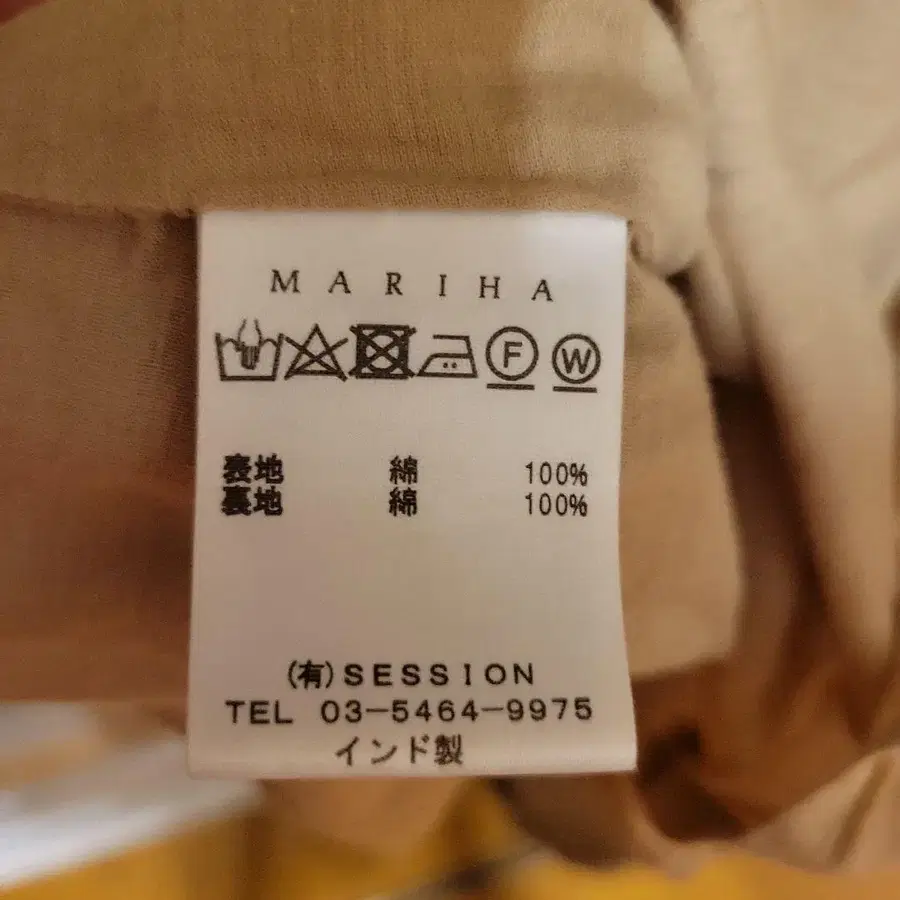 MARIHA
F W
表地 綿 100%
裏地 綿 100%
(有)SESSION
TEL 03-5464-9975
インド製